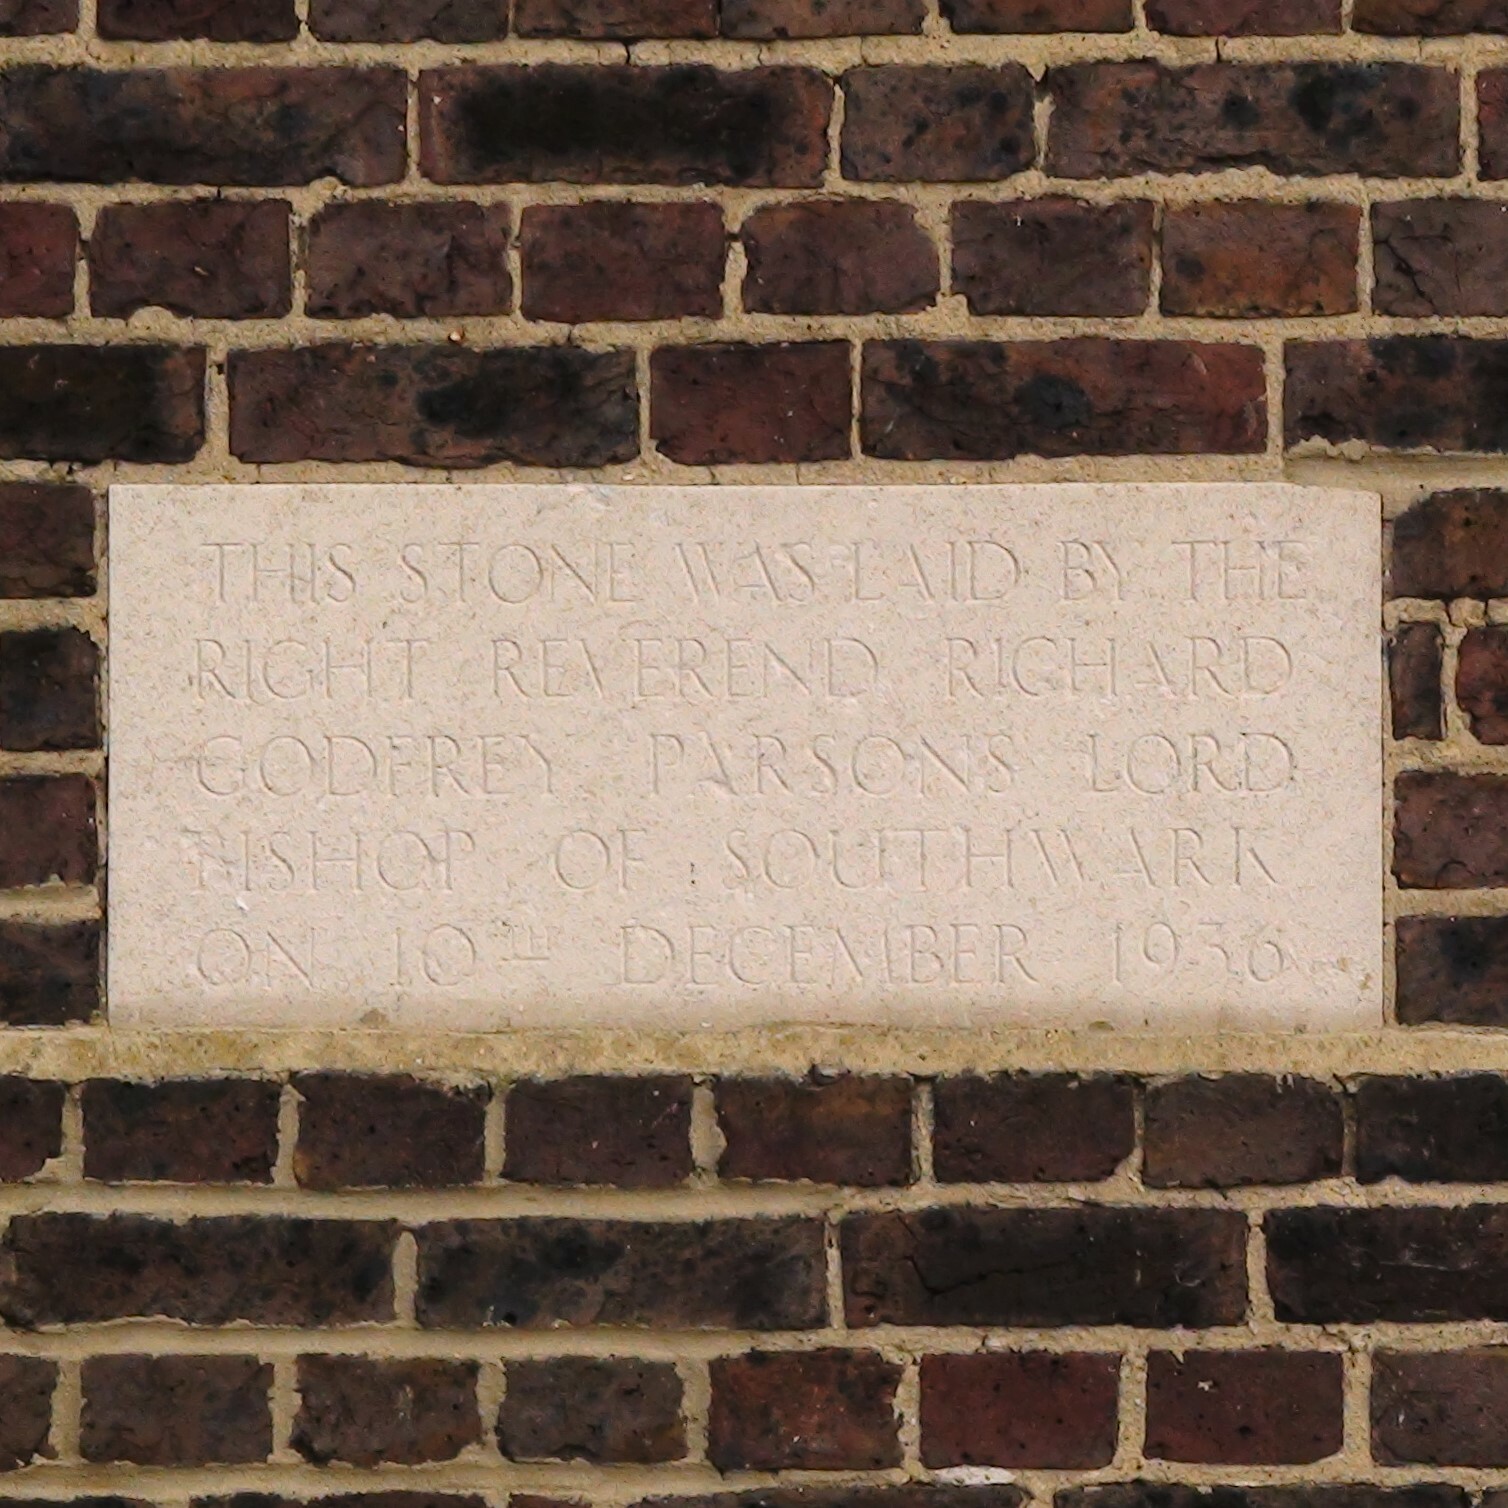 THIS STONE WAS LAID BY THE
RIGHT REVEREND RICHARD
GODFREY PARSONS LORD
BISHOP OF SOUTHWARK
ON 10TH DECEMBER 1936